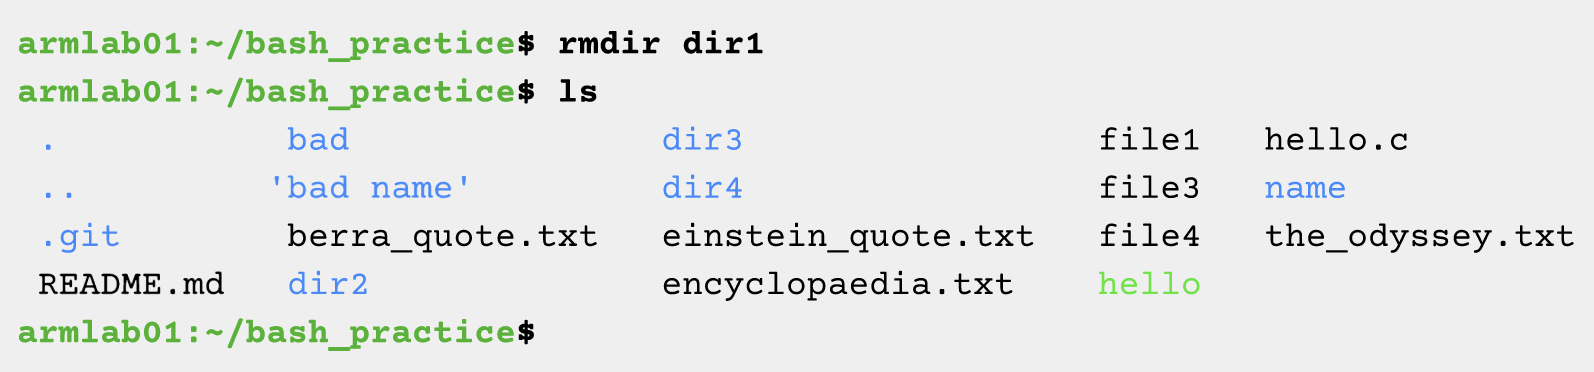 armlab01:~/bash_practice$ rmdir dir1
armlab01:~/bash_practice$ ls
 .           bad               dir3                 file1   hello.c
 ..         'bad name'         dir4                 file3   name
 .git        berra_quote.txt   einstein_quote.txt   file4   the_odyssey.txt
 README.md   dir2              encyclopaedia.txt    hello
armlab01:~/bash_practice$